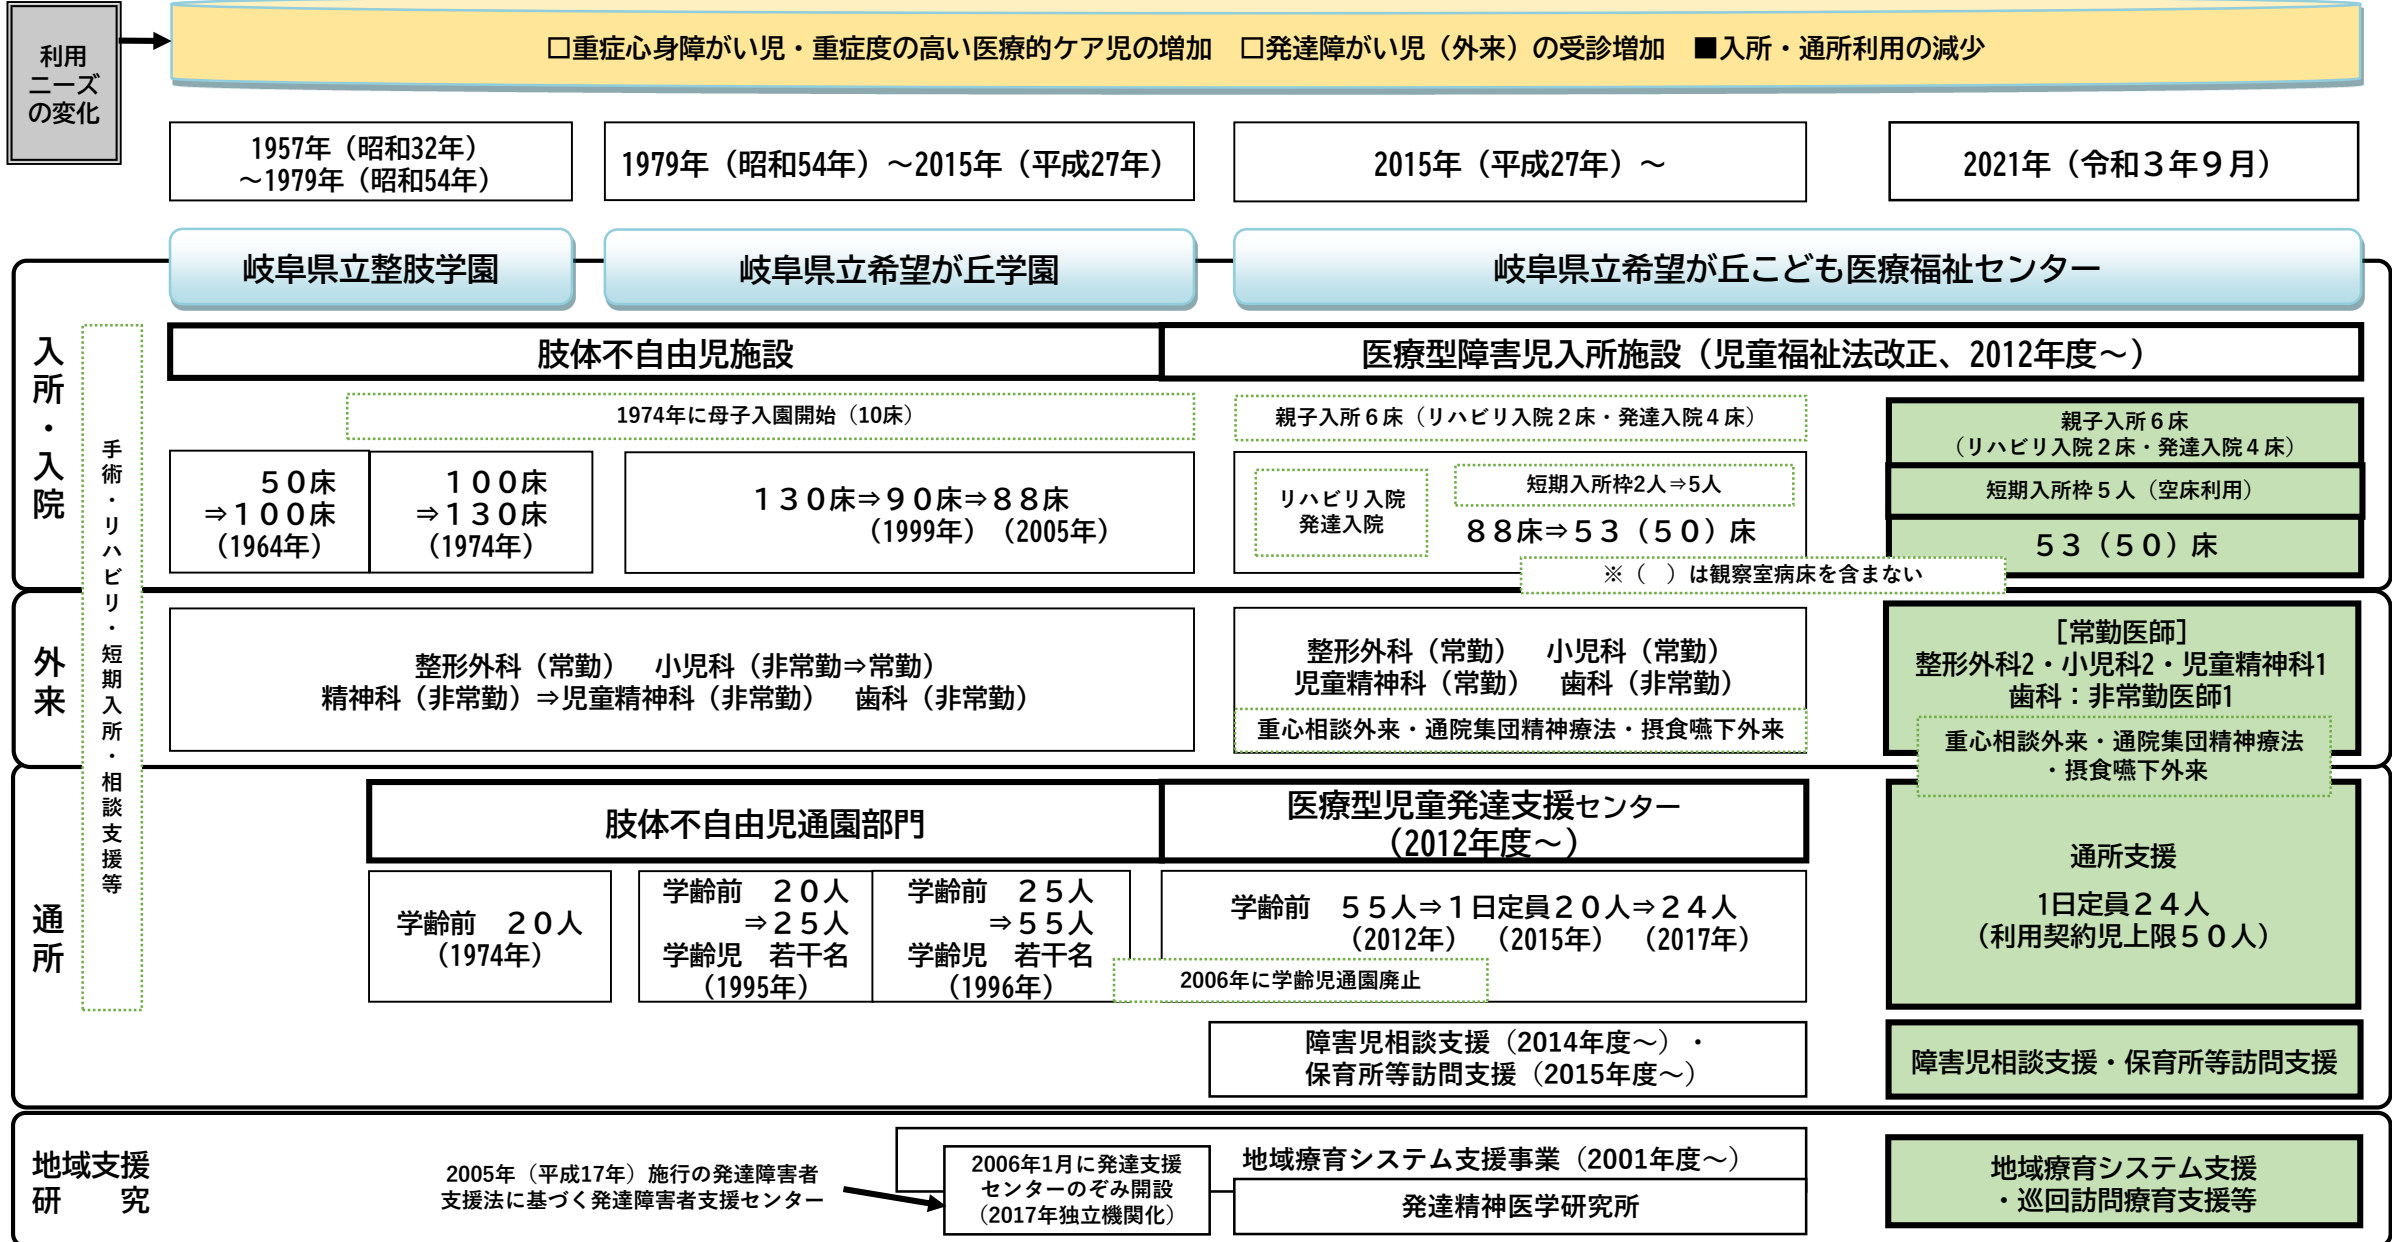 利用
ニーズ
の変化
□重症心身障がい児・重症度の高い医療的ケア児の増加　□発達障がい児（外来）の受診増加　■入所・通所利用の減少
1957年（昭和32年）
～1979年（昭和54年）
1979年（昭和54年）～2015年（平成27年）
2015年（平成27年）～
2021年（令和３年９月）
岐阜県立整肢学園
岐阜県立希望が丘学園
岐阜県立希望が丘こども医療福祉センター
入所・入院
手術・リハビリ・短期入所・相談支援等
肢体不自由児施設
医療型障害児入所施設（児童福祉法改正、2012年度～）
1974年に母子入園開始（10床）
親子入所６床（リハビリ入院２床・発達入院４床）
親子入所６床
（リハビリ入院２床・発達入院４床）
５０床
⇒１００床
（1964年）
１００床
⇒１３０床
（1974年）
１３０床⇒９０床⇒８８床
（1999年）（2005年）
リハビリ入院
発達入院
短期入所枠2人⇒5人
８８床⇒５３（５０）床
短期入所枠５人（空床利用）
５３（５０）床
※（　）は観察室病床を含まない
外来
整形外科（常勤）　小児科（非常勤⇒常勤）
精神科（非常勤）⇒児童精神科（非常勤）　歯科（非常勤）
整形外科（常勤）　小児科（常勤）
児童精神科（常勤）　歯科（非常勤）
重心相談外来・通院集団精神療法・摂食嚥下外来
［常勤医師］
整形外科2・小児科2・児童精神科1
歯科：非常勤医師1
重心相談外来・通院集団精神療法
・摂食嚥下外来
通所
肢体不自由児通園部門
医療型児童発達支援センター
（2012年度～）
学齢前　２０人
（1974年）
学齢前　２０人
⇒２５人
学齢児　若干名
（1995年）
学齢前　２５人
⇒５５人
学齢児　若干名
（1996年）
学齢前　５５人⇒１日定員２０人⇒２４人
（2012年）　（2015年）　（2017年）
2006年に学齢児通園廃止
通所支援
1日定員２４人
（利用契約児上限５０人）
障害児相談支援（2014年度～）・
保育所等訪問支援（2015年度～）
障害児相談支援・保育所等訪問支援
地域支援
研　　究
2005年（平成17年）施行の発達障害者
支援法に基づく発達障害者支援センター
2006年1月に発達支援
センターのぞみ開設
（2017年独立機関化）
地域療育システム支援事業（2001年度～）
発達精神医学研究所
地域療育システム支援
・巡回訪問療育支援等